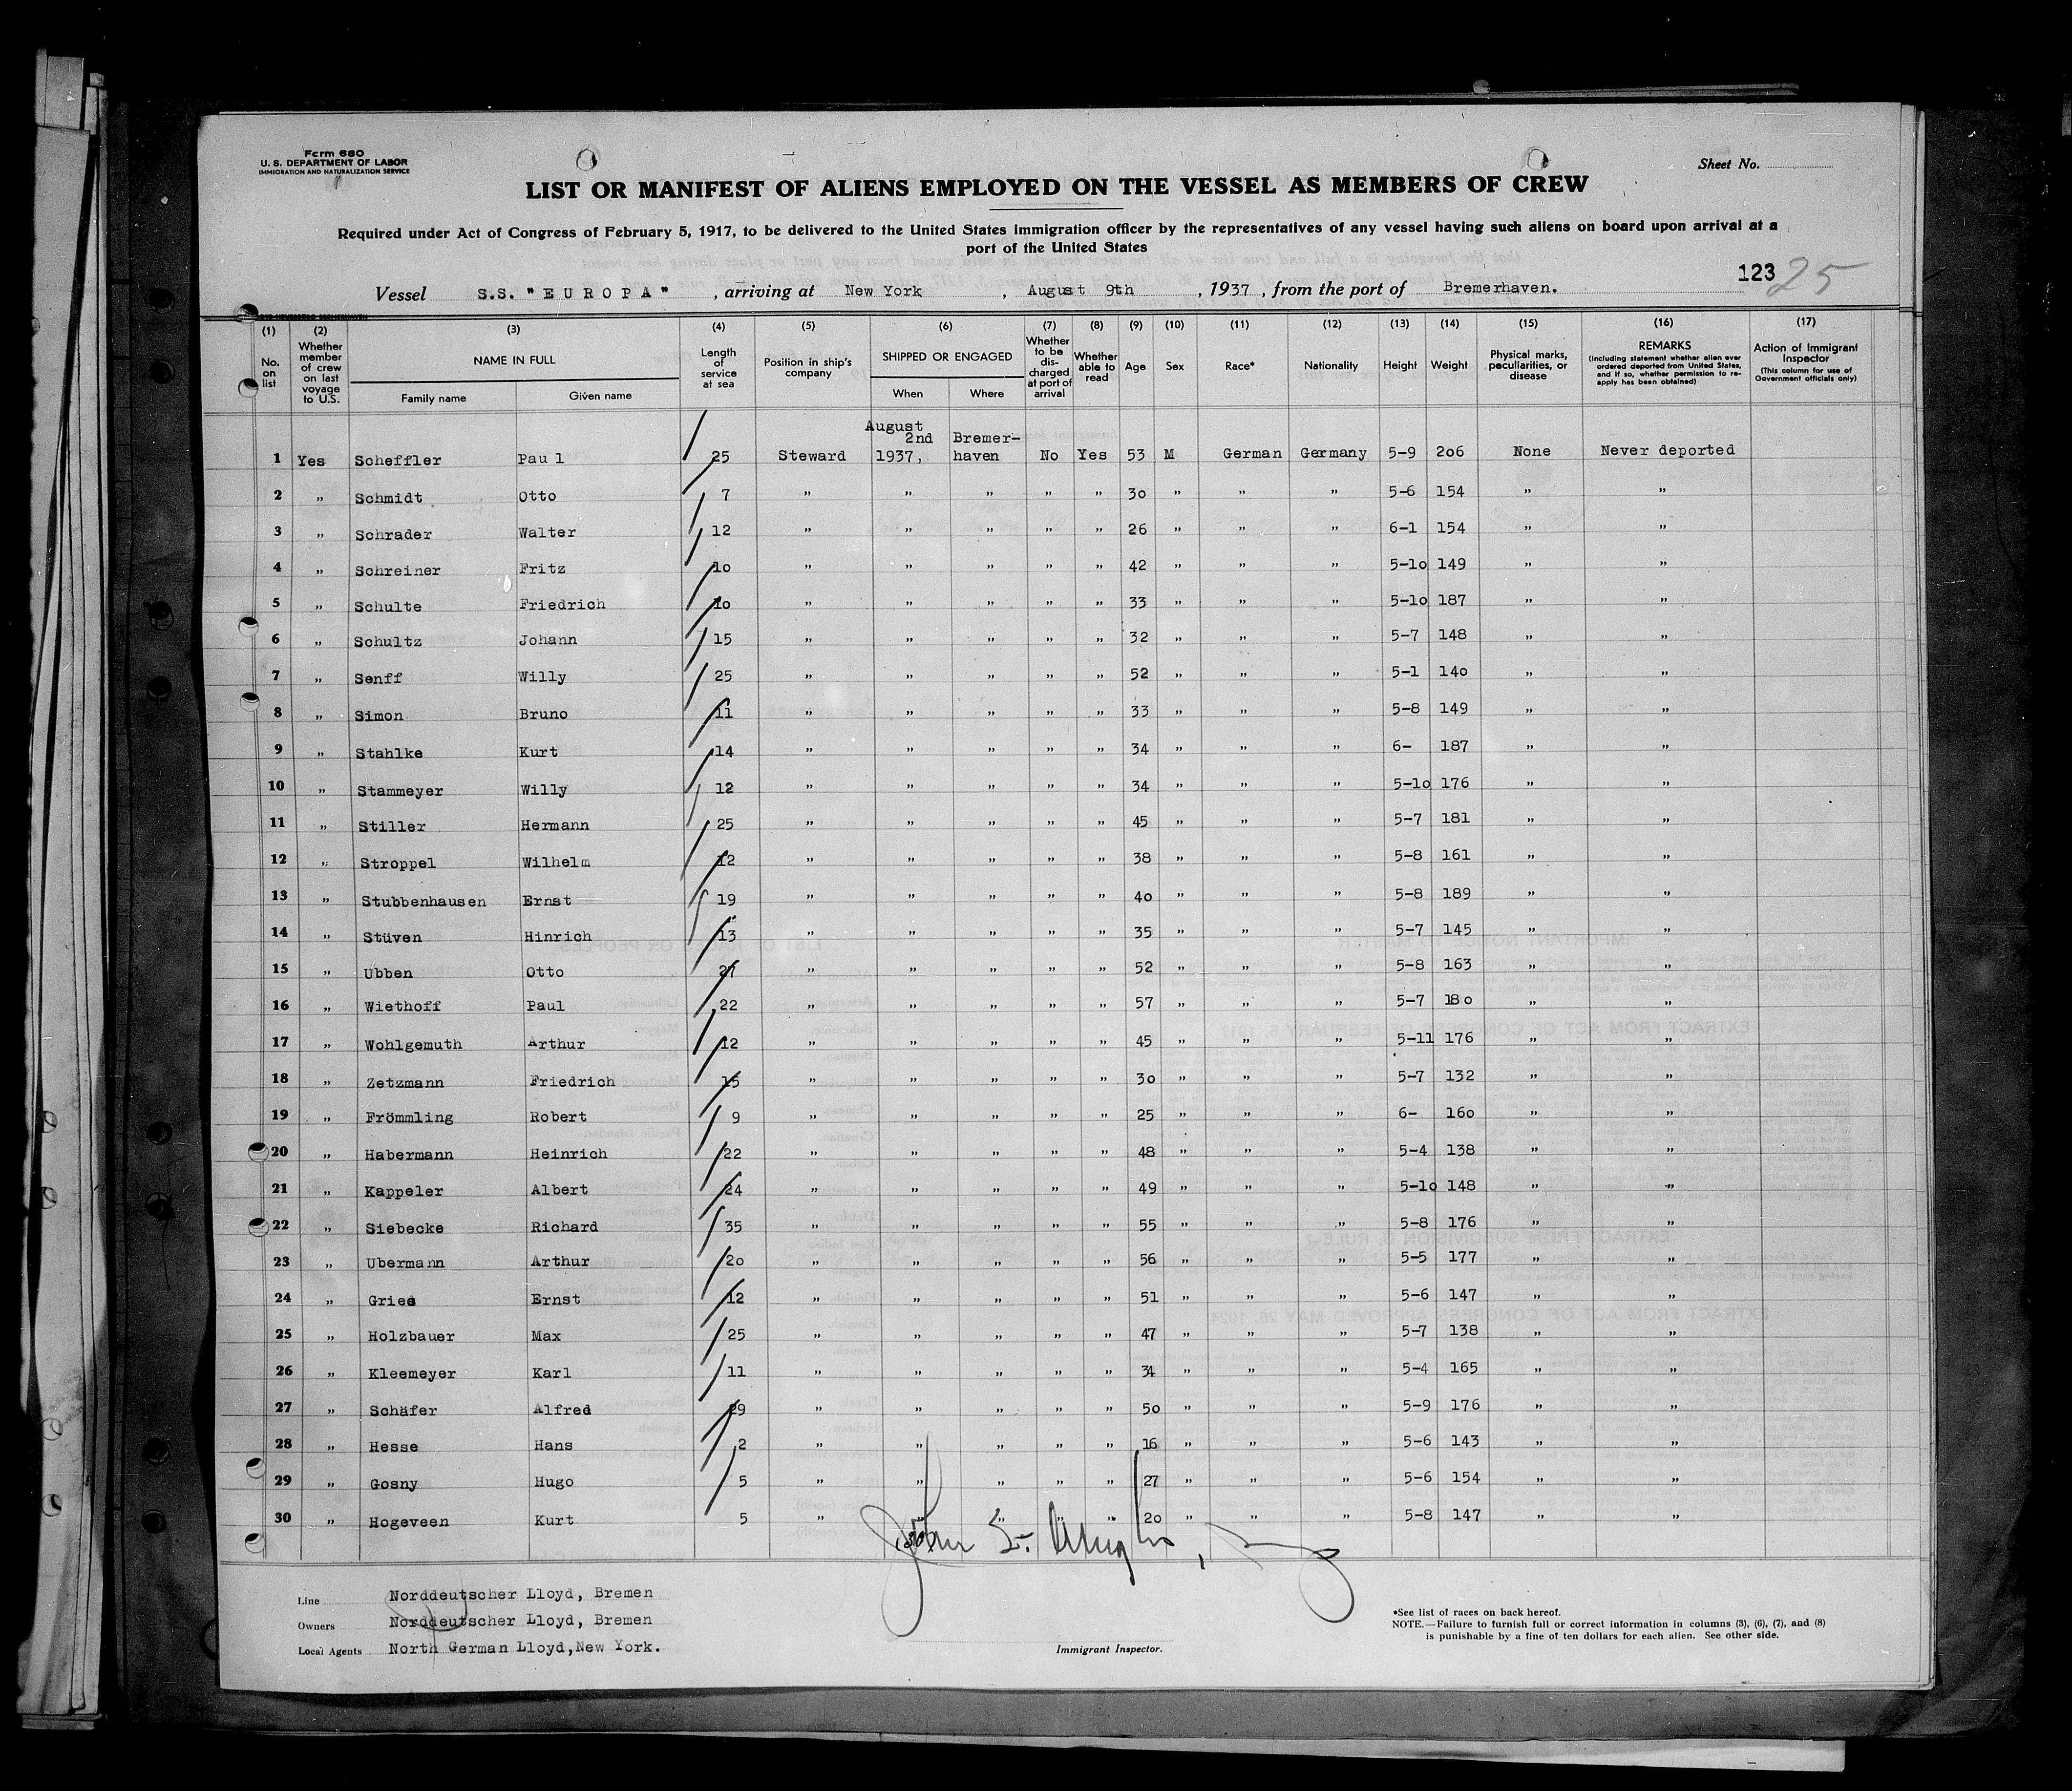 Form 680
U. S. DEPARTMENT OF LABOR
IMMIGRATION AND NATURALIZATION SERVICE
Sheet No.
LIST OR MANIFEST OF ALIENS EMPLOYED ON THE VESSEL AS MEMBERS OF CREW
Required under Act of Congress of February 5, 1917, to be delivered to the United States immigration officer by the representatives of any vessel having such aliens on board upon arrival at a
port of the United States
123 25
Vessel S.S. "EUROPA", arriving at New York, August 9th, 1937, from the port of Bremerhaven.
(1) (2) (3) (4) (5) (6) (7) (8) (9) (10) (11) (12) (13) (14) (15) (16) (17)
No. on list
Whether member of crew on last voyage to U.S.
NAME IN FULL
Family name Given name
Length of service at sea
Position in ship's company
SHIPPED OR ENGAGED
When Where
Whether to be discharged at port of arrival
Whether able to read
Age
Sex
Race*
Nationality
Height
Weight
Physical marks, peculiarities, or disease
REMARKS
(Including statement whether alien ever ordered deported from United States, and if so, whether permission to re-apply has been obtained)
Action of Immigrant Inspector
(This column for use of Government officials only)
1 Yes Scheffler Paul 25 Steward August 2nd 1937, Bremer-haven No Yes 53 M German Germany 5-9 206 None Never deported
2 " Schmidt Otto 7 " " " " " 30 " " " 5-6 154 " "
3 " Schrader Walter 12 " " " " " 26 " " " 6-1 154 " "
4 " Schreiner Fritz 10 " " " " " 42 " " " 5-10 149 " "
5 " Schulte Friedrich 10 " " " " " 33 " " " 5-10 187 " "
6 " Schultz Johann 15 " " " " " 32 " " " 5-7 148 " "
7 " Senff Willy 25 " " " " " 52 " " " 5-1 140 " "
8 " Simon Bruno 11 " " " " " 33 " " " 5-8 149 " "
9 " Stahlke Kurt 14 " " " " " 34 " " " 6- 187 " "
10 " Stammeyer Willy 12 " " " " " 34 " " " 5-10 176 " "
11 " Stiller Hermann 25 " " " " " 45 " " " 5-7 181 " "
12 " Stroppel Wilhelm 12 " " " " " 38 " " " 5-8 161 " "
13 " Stubbenhausen Ernst 19 " " " " " 40 " " " 5-8 189 " "
14 " Stüven Hinrich 13 " " " " " 35 " " " 5-7 145 " "
15 " Ubben Otto 27 " " " " " 52 " " " 5-8 163 " "
16 " Wiethoff Paul 22 " " " " " 57 " " " 5-7 180 " "
17 " Wohlgemuth Arthur 12 " " " " " 45 " " " 5-11 176 " "
18 " Zetzmann Friedrich 15 " " " " " 30 " " " 5-7 132 " "
19 " Frömmling Robert 9 " " " " " 25 " " " 6- 160 " "
20 " Habermann Heinrich 22 " " " " " 48 " " " 5-4 138 " "
21 " Kappeler Albert 24 " " " " " 49 " " " 5-10 148 " "
22 " Siebecke Richard 35 " " " " " 55 " " " 5-8 176 " "
23 " Ubermann Arthur 20 " " " " " 56 " " " 5-5 177 " "
24 " Gries Ernst 12 " " " " " 51 " " " 5-6 147 " "
25 " Holzbauer Max 25 " " " " " 47 " " " 5-7 138 " "
26 " Kleemeyer Karl 11 " " " " " 34 " " " 5-4 165 " "
27 " Schäfer Alfred 29 " " " " " 50 " " " 5-9 176 " "
28 " Hesse Hans 2 " " " " " 16 " " " 5-6 143 " "
29 " Gosny Hugo 5 " " " " " 27 " " " 5-6 154 " "
30 " Hogeveen Kurt 5 " " " " " 20 " " " 5-8 147 " "
Line Norddeutscher Lloyd, Bremen
Owners Norddeutscher Lloyd, Bremen
Local Agents North German Lloyd, New York.
Immigrant Inspector.
*See list of races on back hereof.
NOTE.—Failure to furnish full or correct information in columns (3), (6), (7), and (8)
is punishable by a fine of ten dollars for each alien. See other side.